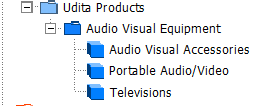 Udita Products
Audio Visual Equipment
Audio Visual Accessories
Portable Audio/Video
Televisions